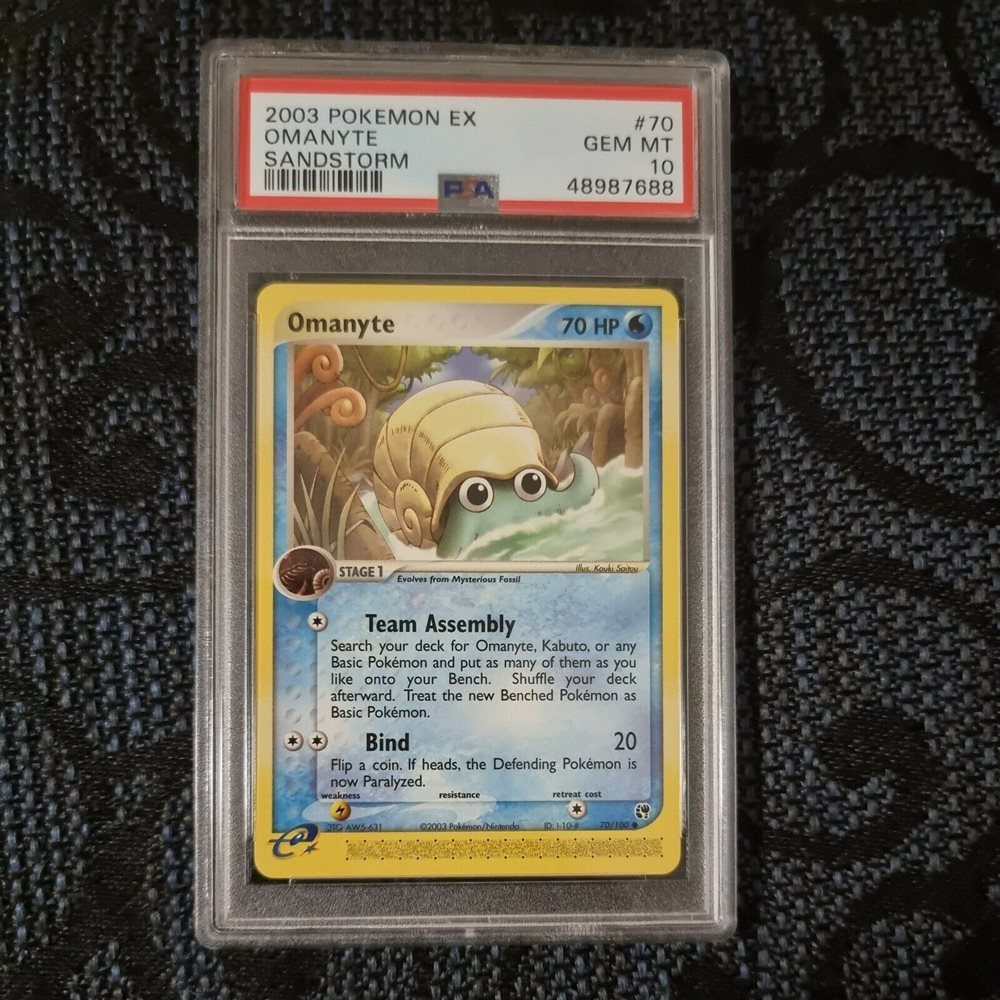 2003 POKEMON EX #70
OMANYTE GEM MT
SANDSTORM 10
PSA 48987688
Omanyte 70 HP
STAGE 1
Illus. Kouki Saitou
Evolves from Mysterious Fossil
Team Assembly
Search your deck for Omanyte, Kabuto, or any
Basic Pokémon and put as many of them as you
like onto your Bench. Shuffle your deck
afterward. Treat the new Benched Pokémon as
Basic Pokémon.
Bind 20
Flip a coin. If heads, the Defending Pokémon is
now Paralyzed.
weakness resistance retreat cost
©2003 Pokémon/Nintendo ID: I-10-# 70/100
e